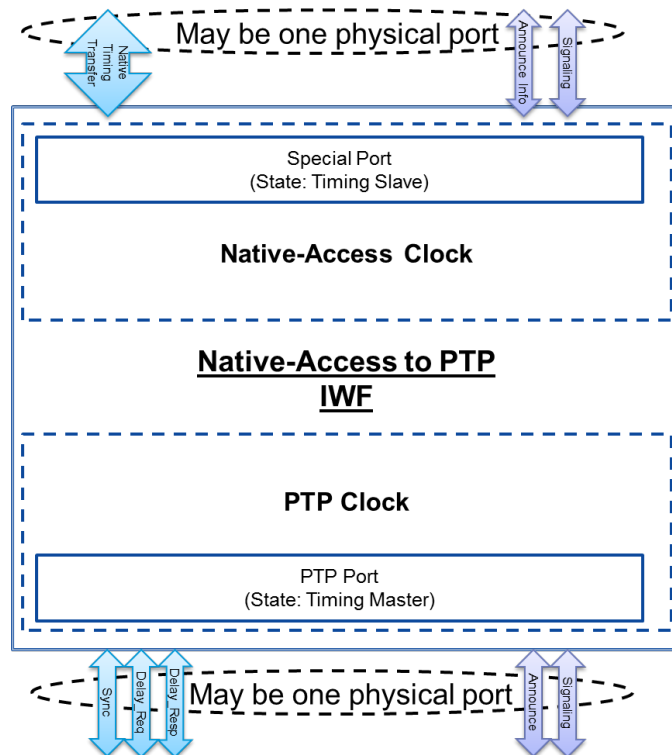 May be one physical port
Native
Timing
Transfer
Announce Info
Signaling
Special Port
(State: Timing Slave)
Native-Access Clock
Native-Access to PTP
IWF
PTP Clock
PTP Port
(State: Timing Master)
Sync
Delay_Req
Delay_Resp
May be one physical port
Announce
Signaling